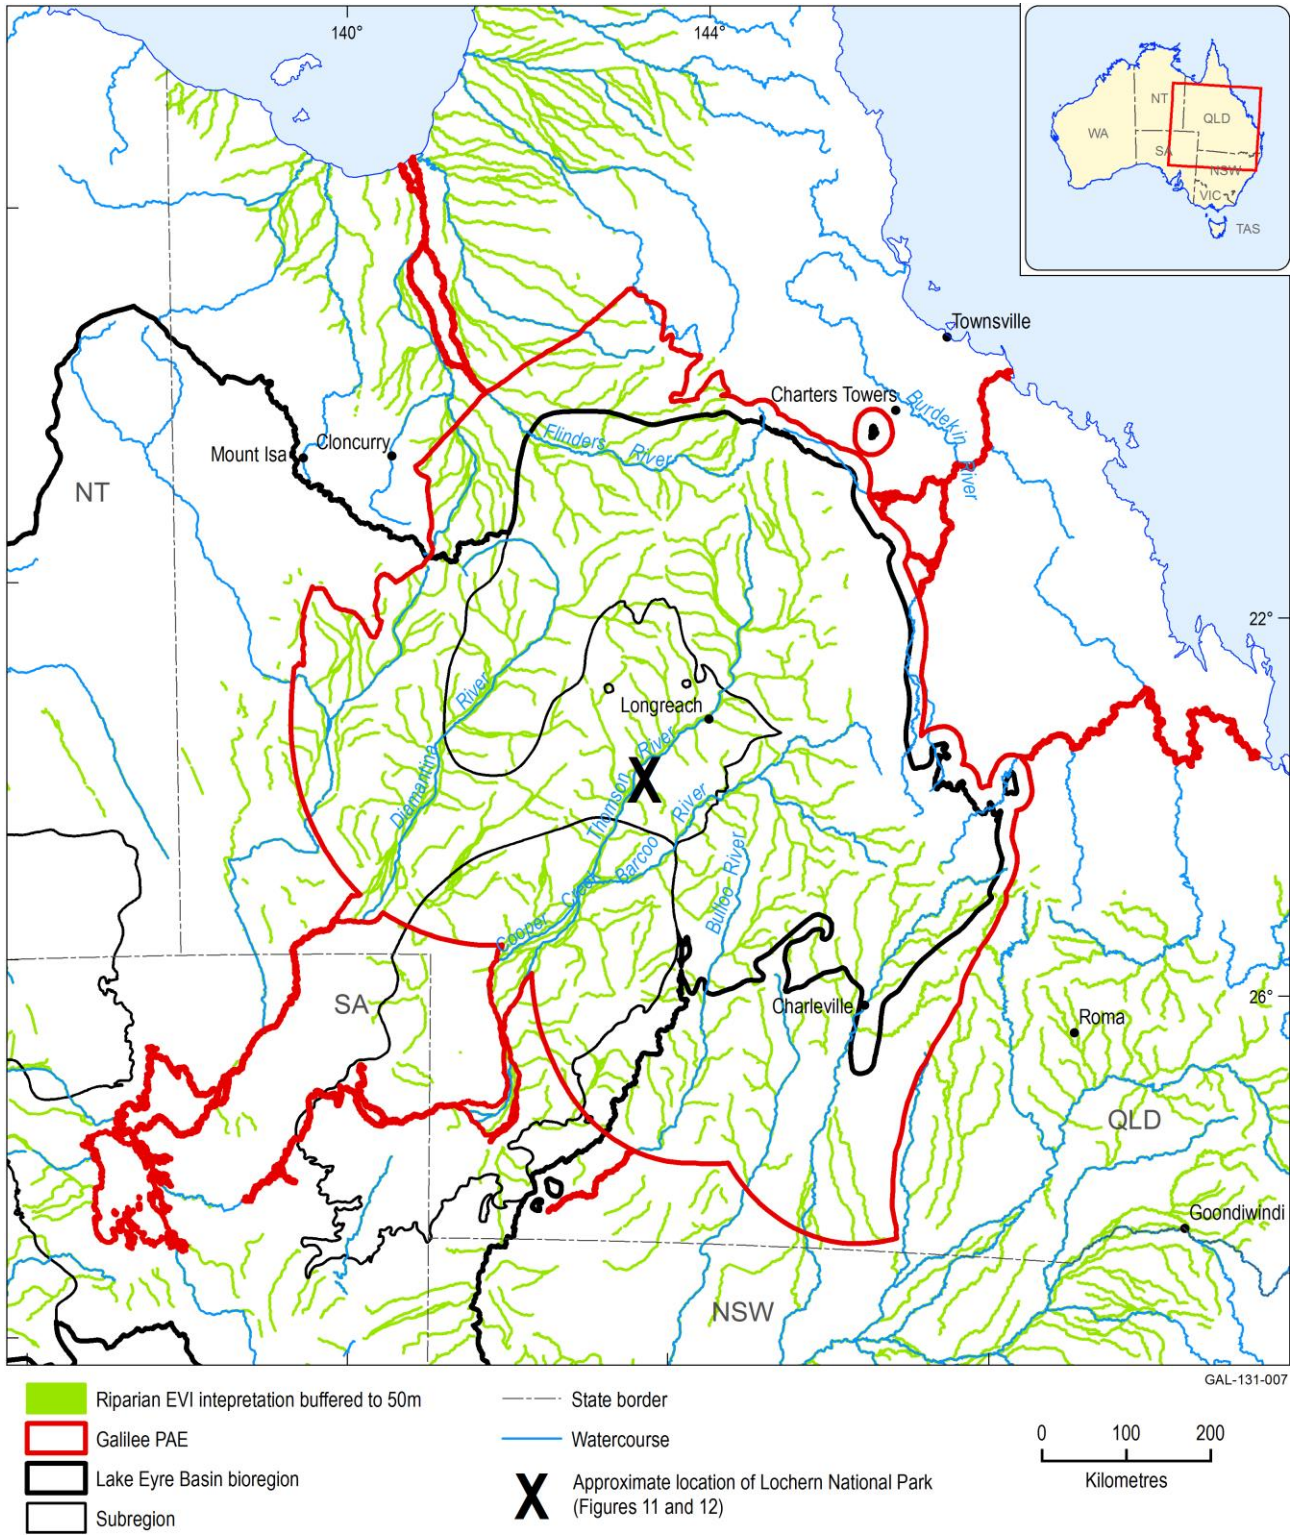 140°
144°
NT
QLD
WA
SA
NSW
VIC
TAS
Townsville
Charters Towers
Burdekin
River
Flinders
River
Mount Isa
Cloncurry
NT
22°
River
Longreach
River
Diamantina
Thomson
X
River
Barcoo
Bulloo River
Creek
Cooper
SA
Charleville
26°
Roma
QLD
Goondiwindi
NSW
GAL-131-007
Riparian EVI intepretation buffered to 50m
Galilee PAE
Lake Eyre Basin bioregion
Subregion
State border
Watercourse
X
Approximate location of Lochern National Park
(Figures 11 and 12)
0 100 200
Kilometres